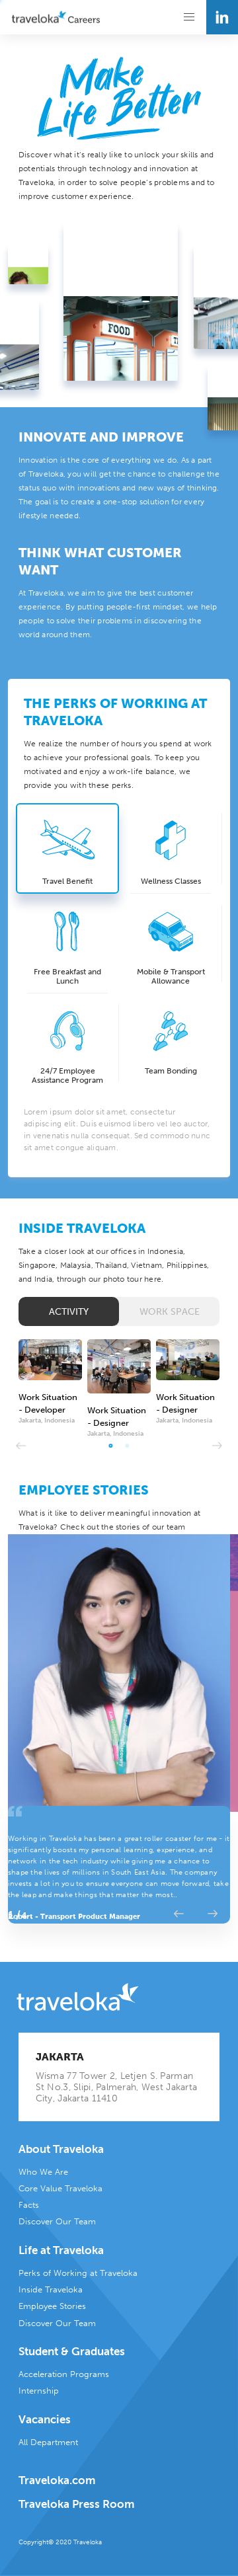 traveloka Careers
in
Make
Life Better
Discover what it's really like to unlock your skills and
potentials through technology and innovation at
Traveloka, in order to solve people's problems and to
improve customer experience.
FOOD
INNOVATE AND IMPROVE
Innovation is the core of everything we do. As a part
of Traveloka, you will get the chance to challenge the
status quo with innovations and new ways of thinking.
The goal is to create a one-stop solution for every
lifestyle needed.
THINK WHAT CUSTOMER
WANT
At Traveloka, we aim to give the best customer
experience. By putting people-first mindset, we help
people to solve their problems in discovering the
world around them.
THE PERKS OF WORKING AT
TRAVELOKA
We realize the number of hours you spend at work
to achieve your professional goals. To keep you
motivated and enjoy a work-life balance, we
provide you with these perks.
Travel Benefit
Wellness Classes
Free Breakfast and
Lunch
Mobile & Transport
Allowance
24/7 Employee
Assistance Program
Team Bonding
Lorem ipsum dolor sit amet, consectetur
adipiscing elit. Duis euismod libero vel leo auctor,
in venenatis nulla consequat. Sed commodo nunc
sit amet congue aliquam.
INSIDE TRAVELOKA
Take a closer look at our offices in Indonesia,
Singapore, Malaysia, Thailand, Vietnam, Philippines,
and India, through our photo tour here.
ACTIVITY
WORK SPACE
Work Situation
- Developer
Jakarta, Indonesia
Work Situation
- Designer
Jakarta, Indonesia
Work Situation
- Designer
Jakarta, Indonesia
EMPLOYEE STORIES
What is it like to deliver meaningful innovation at
Traveloka? Check out the stories of our team
Working in Traveloka has been a great roller coaster for me - it
significantly boosts my personal learning, experience, and
network in the tech industry while giving me a chance to
shape the lives of millions in South East Asia. The company
invests a lot in you to ensure everyone can move forward, take
the leap and make things that matter the most..
- Transport Product Manager
traveloka
JAKARTA
Wisma 77 Tower 2, Letjen S. Parman
St No.3, Slipi, Palmerah, West Jakarta
City, Jakarta 11410
About Traveloka
Who We Are
Core Value Traveloka
Facts
Discover Our Team
Life at Traveloka
Perks of Working at Traveloka
Inside Traveloka
Employee Stories
Discover Our Team
Student & Graduates
Acceleration Programs
Internship
Vacancies
All Department
Traveloka.com
Traveloka Press Room
Copyright© 2020 Traveloka